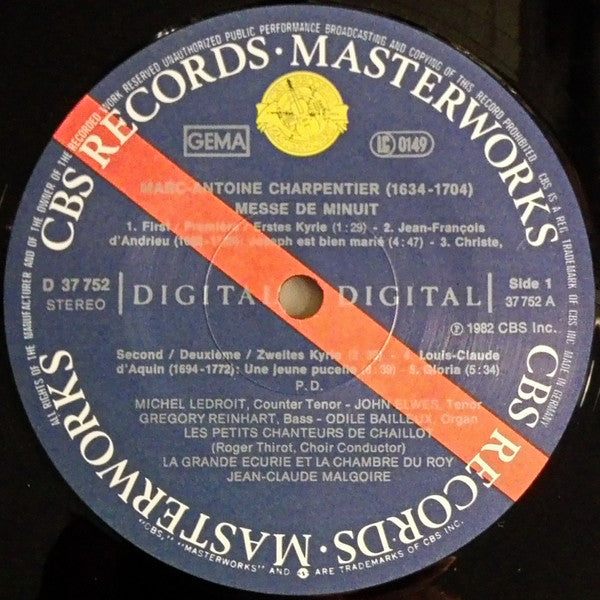 ALL RIGHTS OF THE MANUFACTURER AND OF THE OWNER OF THE RECORDED WORK RESERVED UNAUTHORIZED PUBLIC PERFORMANCE BROADCASTING AND COPYING OF THIS RECORD PROHIBITED. CBS IS A REG. TRADEMARK OF CBS INC. MADE IN GERMANY
CBS RECORDS · MASTERWORKS
GEMA
LC 0149
MARC-ANTOINE CHARPENTIER (1634-1704)
MESSE DE MINUIT
1. First / Première / Erstes Kyrie (1:29) - 2. Jean-François
d'Andrieu Joseph est bien marié (4:47) - 3. Christe,
D 37 752
STEREO
DIGITAL
DIGITAL
Side 1
37 752 A
℗ 1982 CBS Inc.
Second / Deuxième / Zweites Kyrie - 4. Louis-Claude
d'Aquin (1694-1772): Une jeune pucelle - 5. Gloria (5:34)
P.D.
MICHEL LEDROIT, Counter Tenor - JOHN ELWES, Tenor
GREGORY REINHART, Bass - ODILE BAILLEUX, Organ
LES PETITS CHANTEURS DE CHAILLOT
(Roger Thirot, Choir Conductor)
LA GRANDE ECURIE ET LA CHAMBRE DU ROY
JEAN-CLAUDE MALGOIRE
CBS RECORDS · MASTERWORKS
"CBS," "MASTERWORKS" AND ARE TRADEMARKS OF CBS INC.